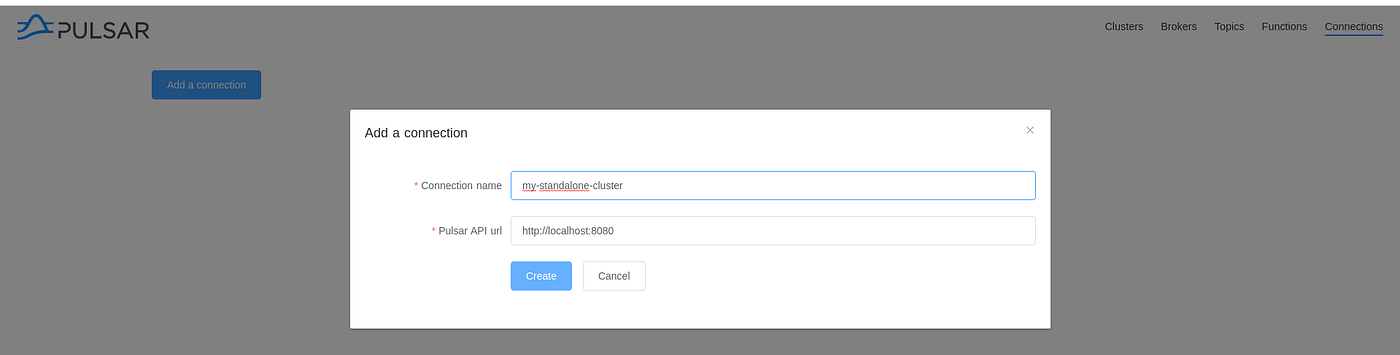 PULSAR
Clusters Brokers Topics Functions Connections
Add a connection
Add a connection
* Connection name my-standalone-cluster
* Pulsar API url http://localhost:8080
Create Cancel